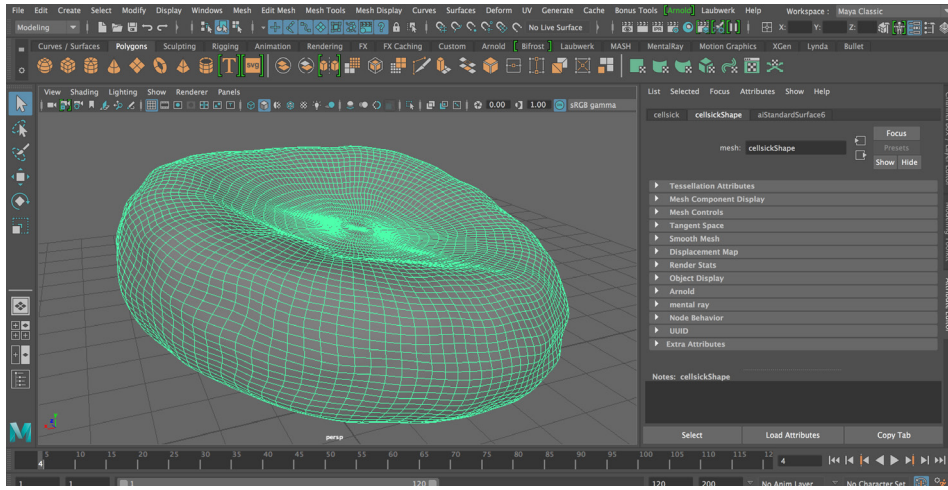 File Edit Create Select Modify Display Windows Mesh Edit Mesh Mesh Tools Mesh Display Curves Surfaces Deform UV Generate Cache Bonus Tools [Arnold] Laubwerk Help Workspace : Maya Classic
Modeling No Live Surface X: Y: Z:
Curves / Surfaces Polygons Sculpting Rigging Animation Rendering FX FX Caching Custom Arnold [ Bifrost ] Laubwerk MASH MentalRay Motion Graphics XGen Lynda Bullet
T SVG
View Shading Lighting Show Renderer Panels
0.00 1.00 sRGB gamma
List Selected Focus Attributes Show Help
cellsick cellsickShape aiStandardSurface6
Focus
mesh: cellsickShape Presets
Show Hide
Tessellation Attributes
Mesh Component Display
Mesh Controls
Tangent Space
Smooth Mesh
Displacement Map
Render Stats
Object Display
Arnold
mental ray
Node Behavior
UUID
Extra Attributes
Notes: cellsickShape
persp
Select Load Attributes Copy Tab
5 10 15 20 25 30 35 40 45 50 55 60 65 70 75 80 85 90 95 100 105 110 115 12
4 4
1 1 1 120 120 200 No Anim Layer No Character Set